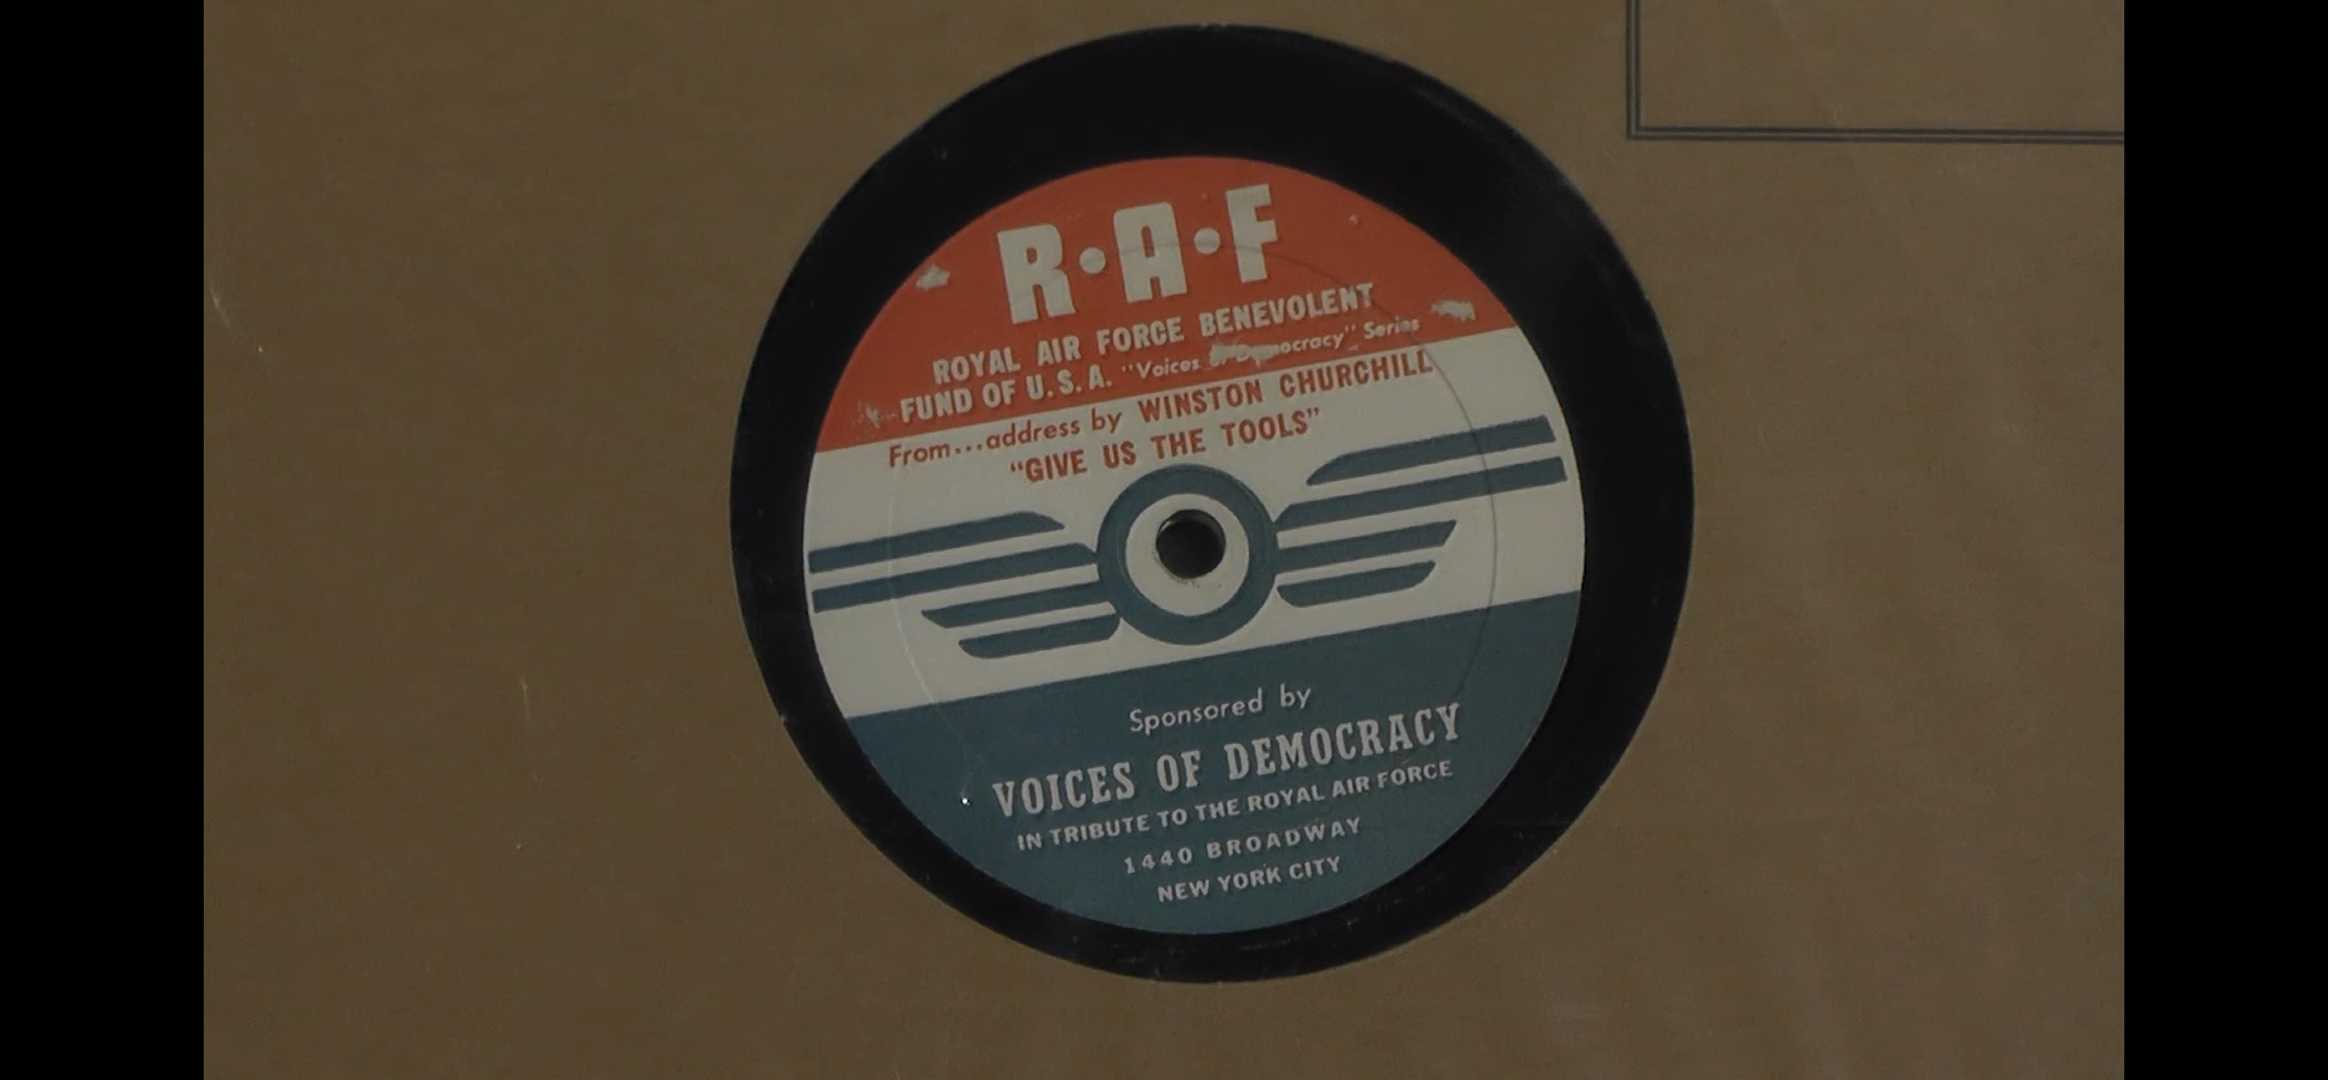 R·A·F
ROYAL AIR FORCE BENEVOLENT
FUND OF U.S.A. "Voices of Democracy" Series
From...address by WINSTON CHURCHILL
"GIVE US THE TOOLS"
Sponsored by
VOICES OF DEMOCRACY
IN TRIBUTE TO THE ROYAL AIR FORCE
1440 BROADWAY
NEW YORK CITY